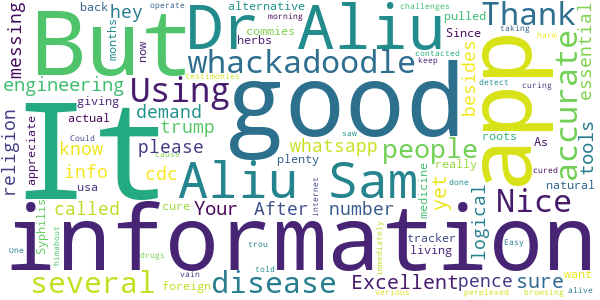 messing hey alternative back months now morning operate Dr Aliu commies pulled herbs challenges taking Thank
But whackadoodle Since keep harm essential
engineering Using besides testimonies contacted detect curing accurate
religion giving demand trump please good people As cured app tools
appreciate actual
It know info cdc Aliu Sam whatsapp plenty really roots natural
Syphilis Could usa cure cause Your called After number saw yet done medicine logical living Nice
information
himabout One drugs several vain foreign disease trou told internet Excellent tracker immediately pence perplexed verious sure browsing Easy want alive